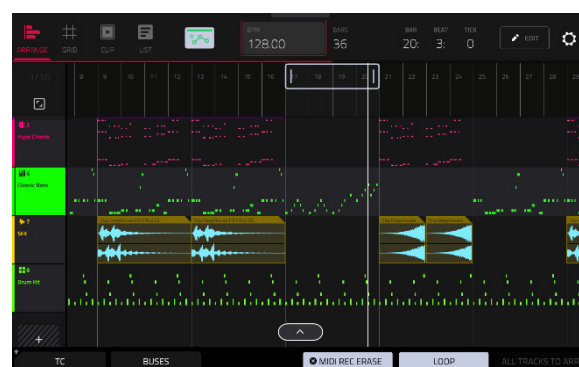 BPM BARS BAR BEAT TICK
128.00 36 20: 3: 0 EDIT
ARRANGE GRID CLIP LIST
1/16 8 9 10 11 12 13 14 15 16 17 18 19 20 21 22 23 24 25 26 27 28 29
5
Hype Chords
6
Classic Bass
7
SFX
8
Drum Kit
+
TC BUSES MIDI REC ERASE LOOP ALL TRACKS TO ARR